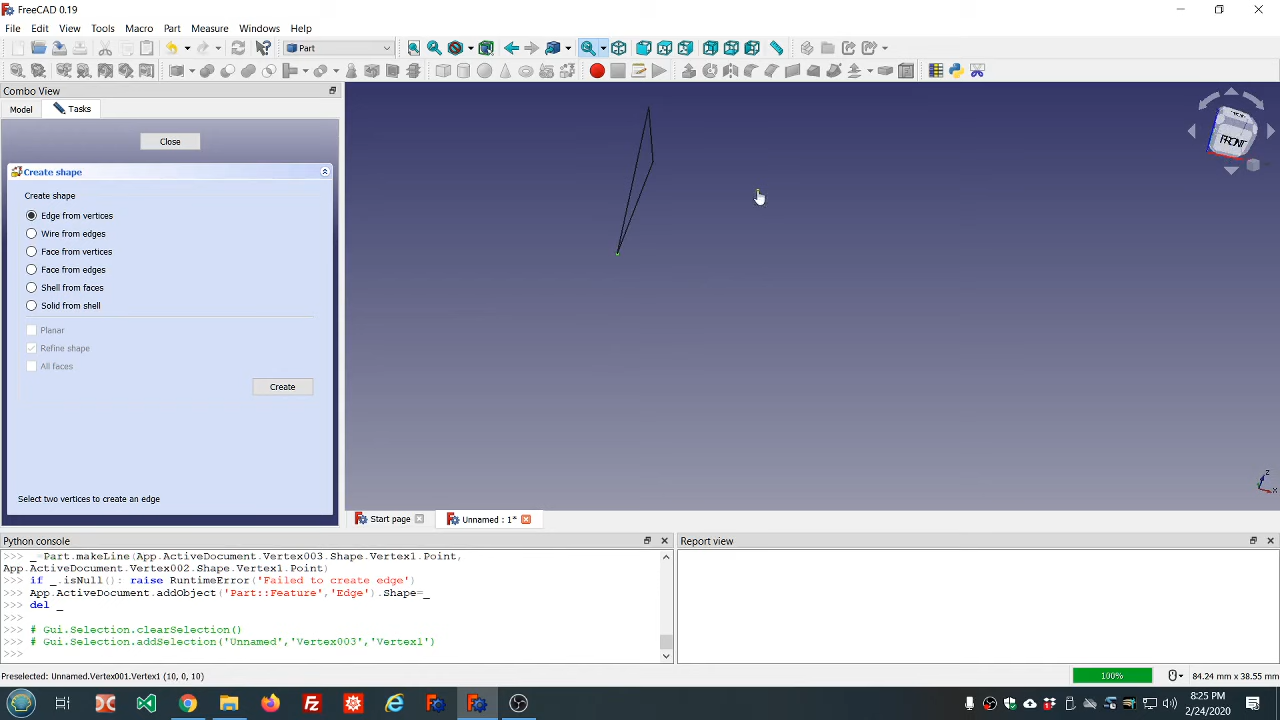 FreeCAD 0.19
File Edit View Tools Macro Part Measure Windows Help
Part
Combo View
Model Tasks
Close
Create shape
Create shape
Edge from vertices
Wire from edges
Face from vertices
Face from edges
Shell from faces
Solid from shell
Planar
Refine shape
All faces
Create
Select two vertices to create an edge
FRONT
Z
X
Start page Unnamed : 1*
Python console
>>> _=Part.makeLine(App.ActiveDocument.Vertex003.Shape.Vertex1.Point,
App.ActiveDocument.Vertex002.Shape.Vertex1.Point)
>>> if _.isNull(): raise RuntimeError('Failed to create edge')
>>> App.ActiveDocument.addObject('Part::Feature','Edge').Shape=_
>>> del _
>>>
>>> # Gui.Selection.clearSelection()
>>> # Gui.Selection.addSelection('Unnamed','Vertex003','Vertex1')
>>>
Report view
Preselected: Unnamed.Vertex001.Vertex1 (10, 0, 10)
100%
84.24 mm x 38.55 mm
8:25 PM
2/24/2020